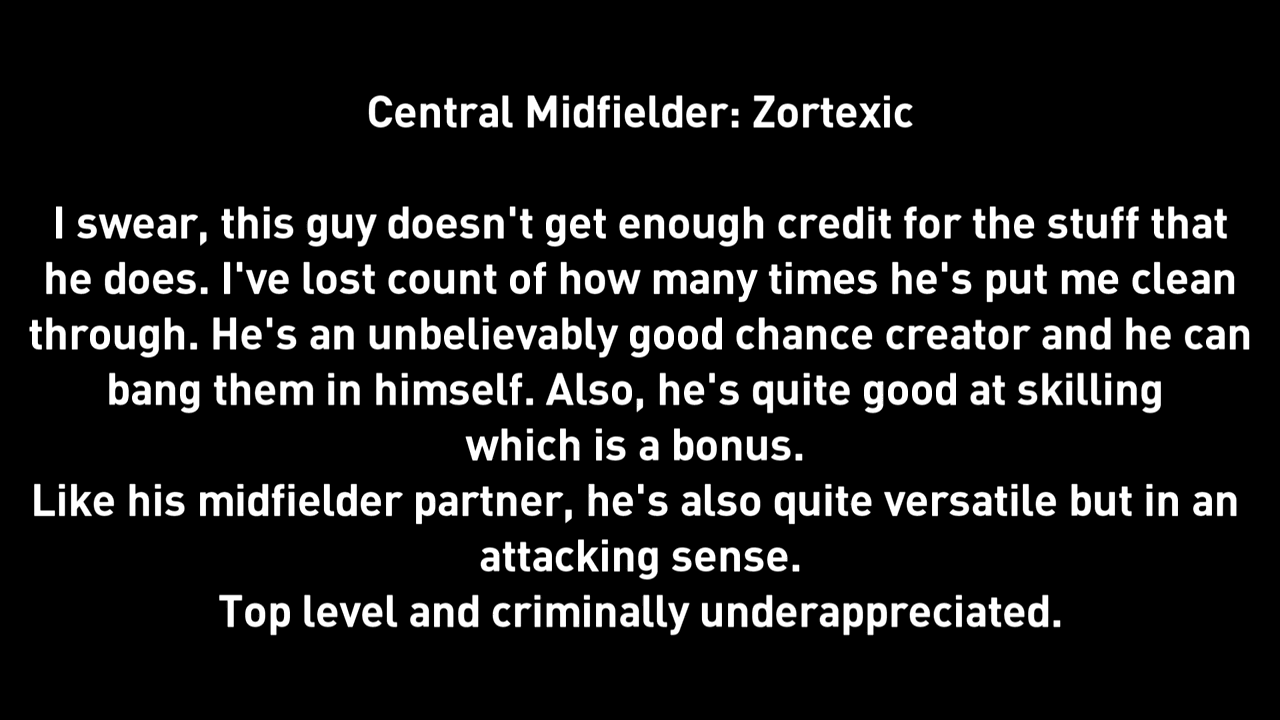 Central Midfielder: Zortexic
I swear, this guy doesn't get enough credit for the stuff that
he does. I've lost count of how many times he's put me clean
through. He's an unbelievably good chance creator and he can
bang them in himself. Also, he's quite good at skilling
which is a bonus.
Like his midfielder partner, he's also quite versatile but in an
attacking sense.
Top level and criminally underappreciated.